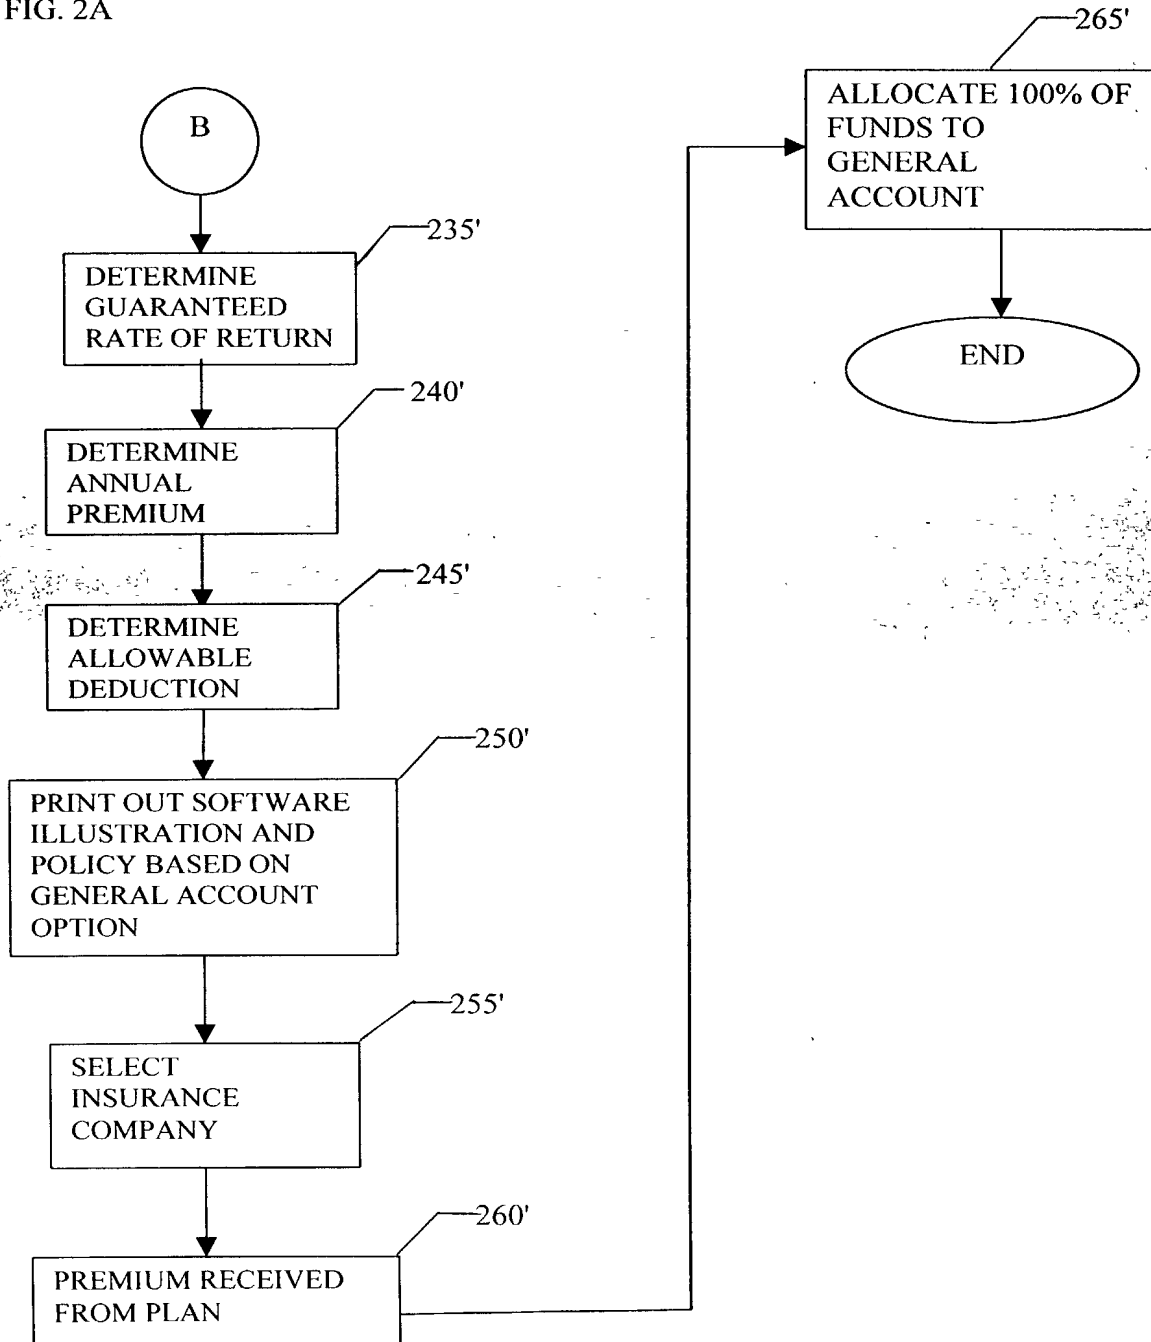 FIG. 2A
B
235'
DETERMINE
GUARANTEED
RATE OF RETURN
240'
DETERMINE
ANNUAL
PREMIUM
245'
DETERMINE
ALLOWABLE
DEDUCTION
250'
PRINT OUT SOFTWARE
ILLUSTRATION AND
POLICY BASED ON
GENERAL ACCOUNT
OPTION
255'
SELECT
INSURANCE
COMPANY
260'
PREMIUM RECEIVED
FROM PLAN
265'
ALLOCATE 100% OF
FUNDS TO
GENERAL
ACCOUNT
END